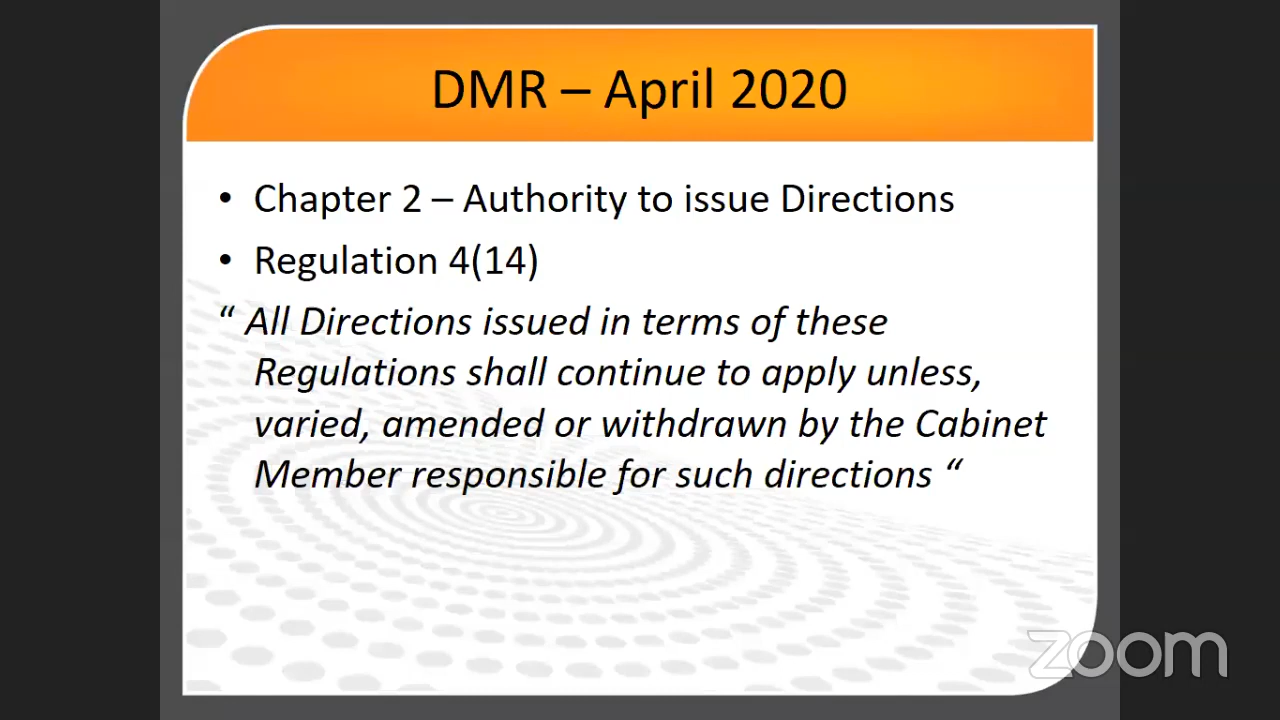 DMR – April 2020
• Chapter 2 – Authority to issue Directions
• Regulation 4(14)
“ All Directions issued in terms of these
Regulations shall continue to apply unless,
varied, amended or withdrawn by the Cabinet
Member responsible for such directions “
zoom